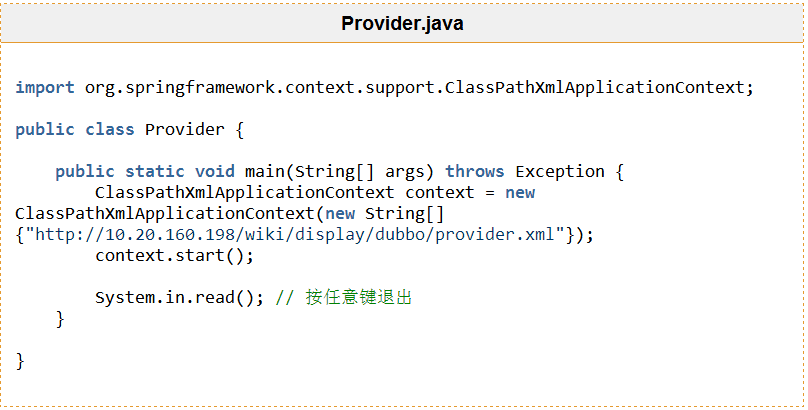 Provider.java
import org.springframework.context.support.ClassPathXmlApplicationContext;
public class Provider {
    public static void main(String[] args) throws Exception {
        ClassPathXmlApplicationContext context = new
ClassPathXmlApplicationContext(new String[]
{"http://10.20.160.198/wiki/display/dubbo/provider.xml"});
        context.start();
        System.in.read(); // 按任意键退出
    }
}